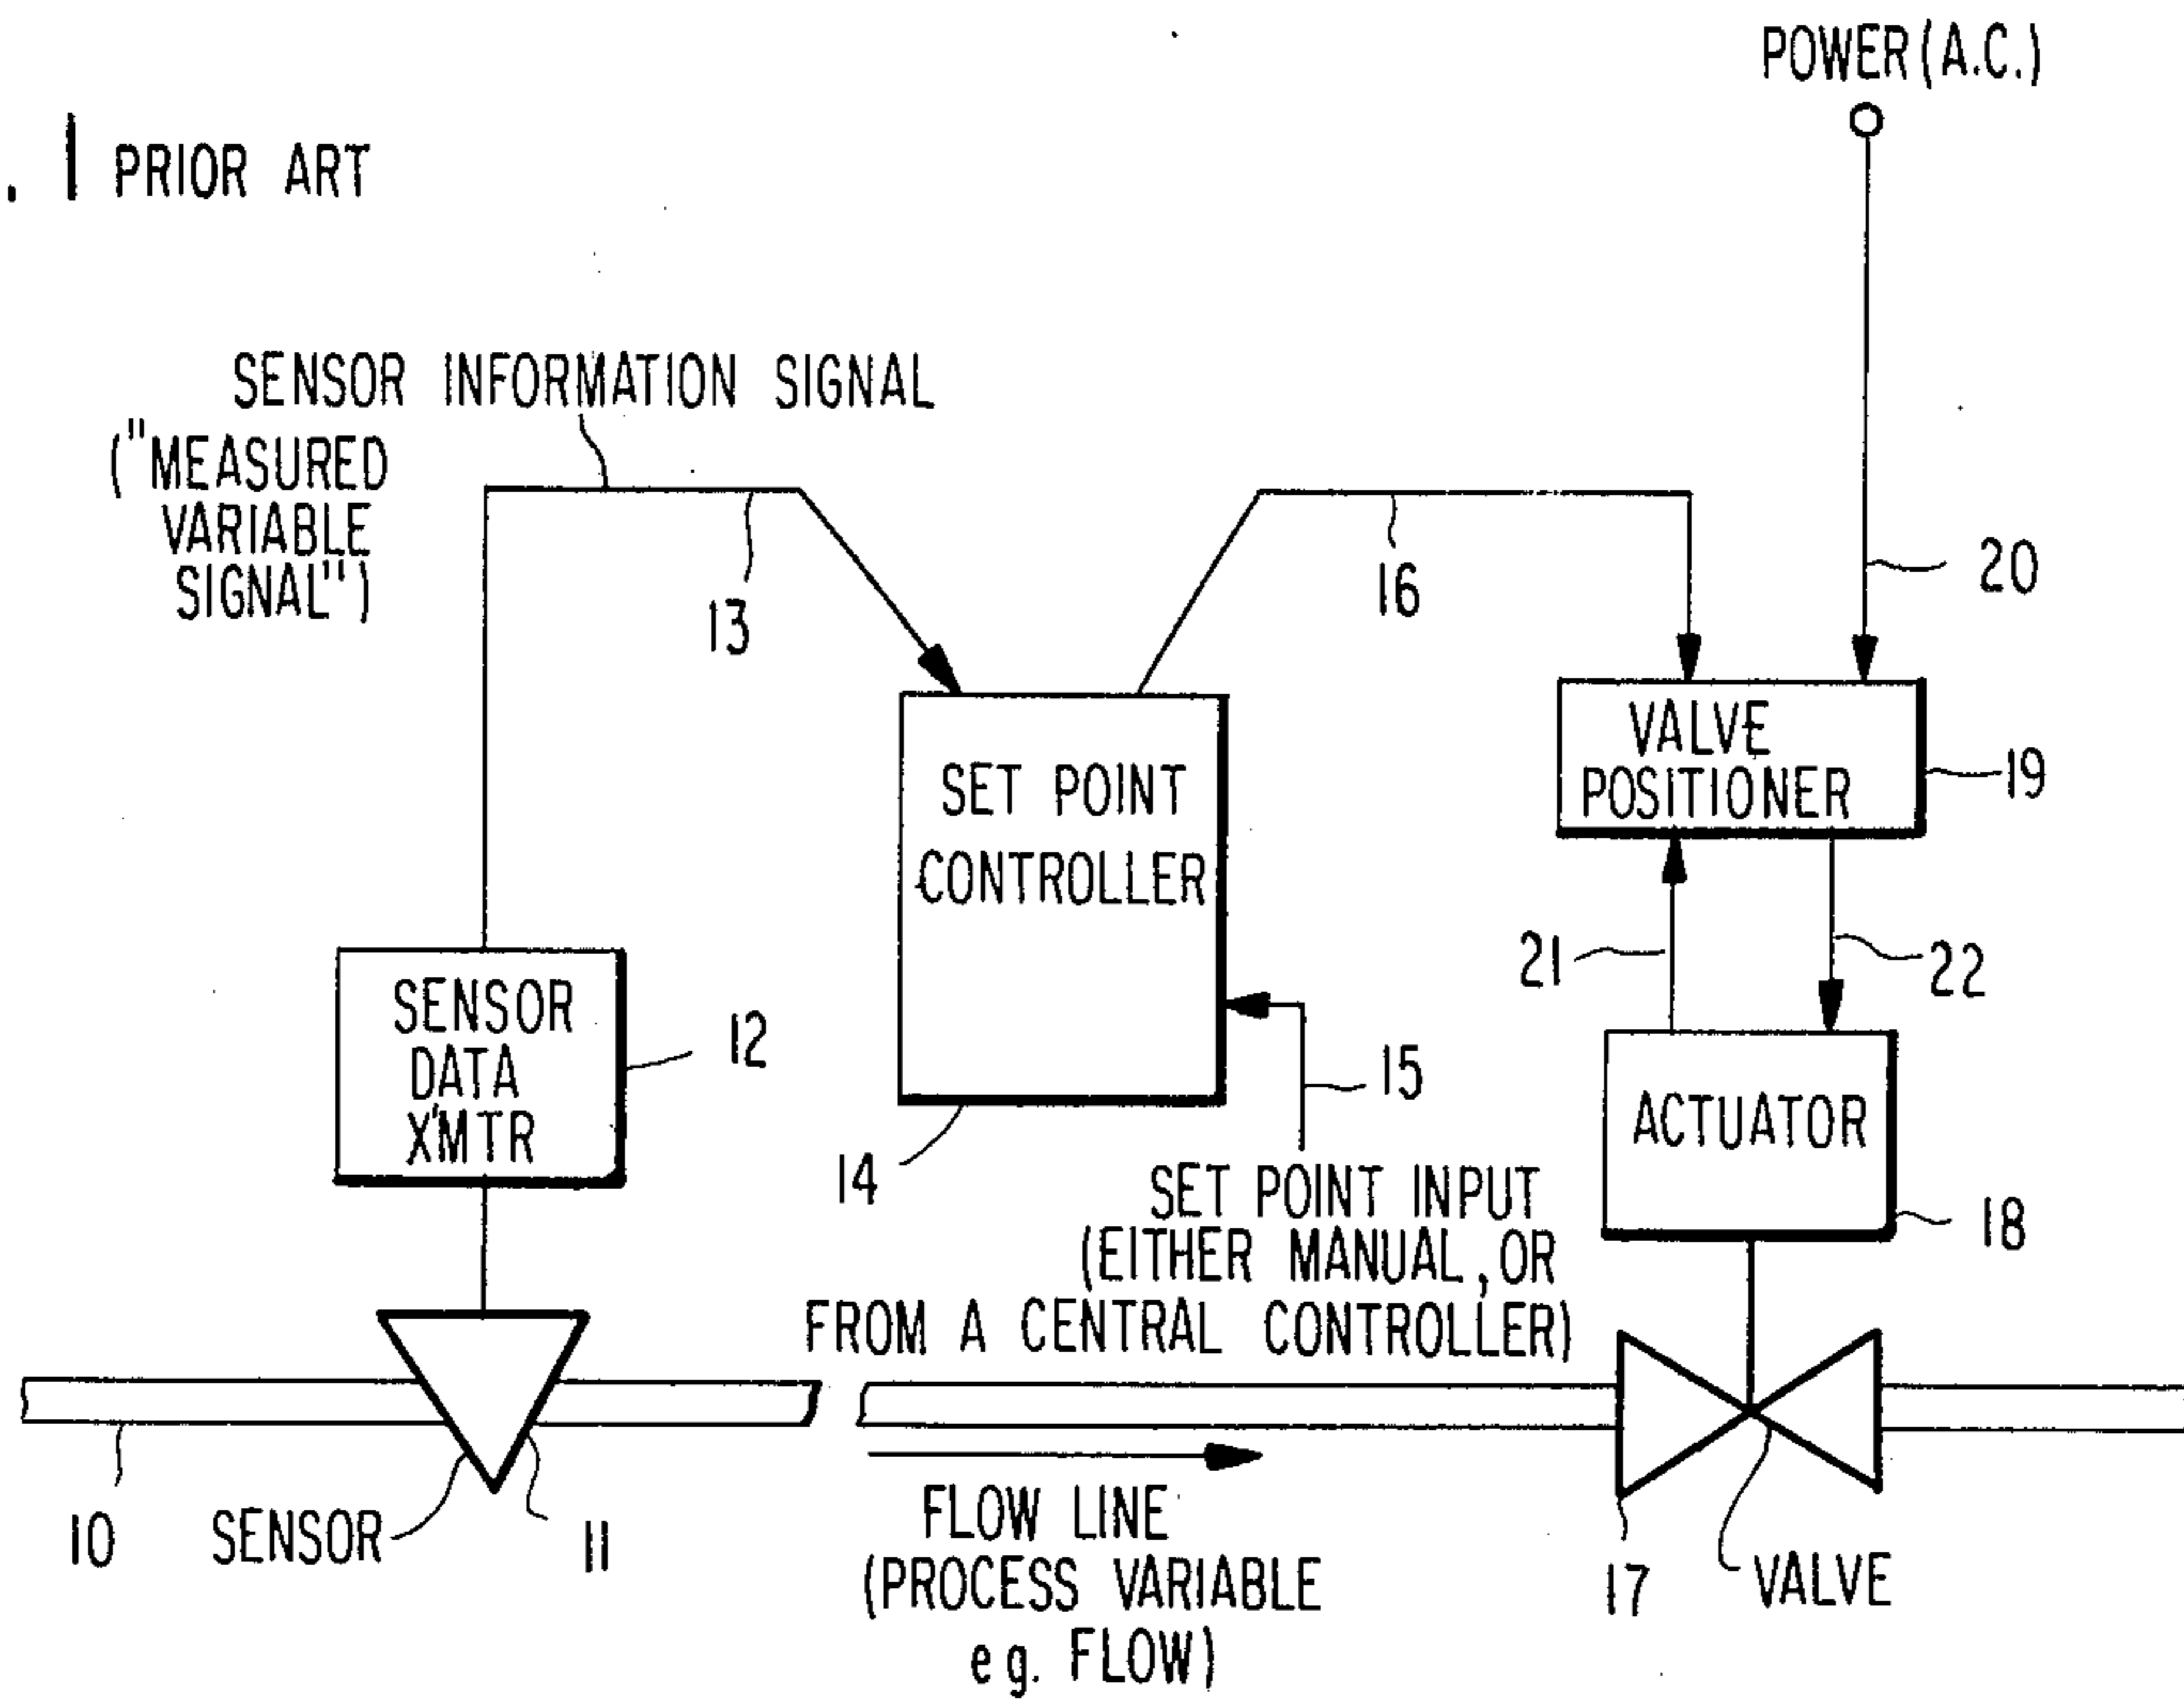 POWER (A.C.)
. 1 PRIOR ART
SENSOR INFORMATION SIGNAL
("MEASURED
VARIABLE
SIGNAL")
13
16
20
VALVE
POSITIONER
19
SET POINT
CONTROLLER
21
22
SENSOR
DATA
X'MTR
12
15
ACTUATOR
14
18
SET POINT INPUT
(EITHER MANUAL, OR
FROM A CENTRAL CONTROLLER)
10
SENSOR
11
FLOW LINE
(PROCESS VARIABLE
eg. FLOW)
17
VALVE